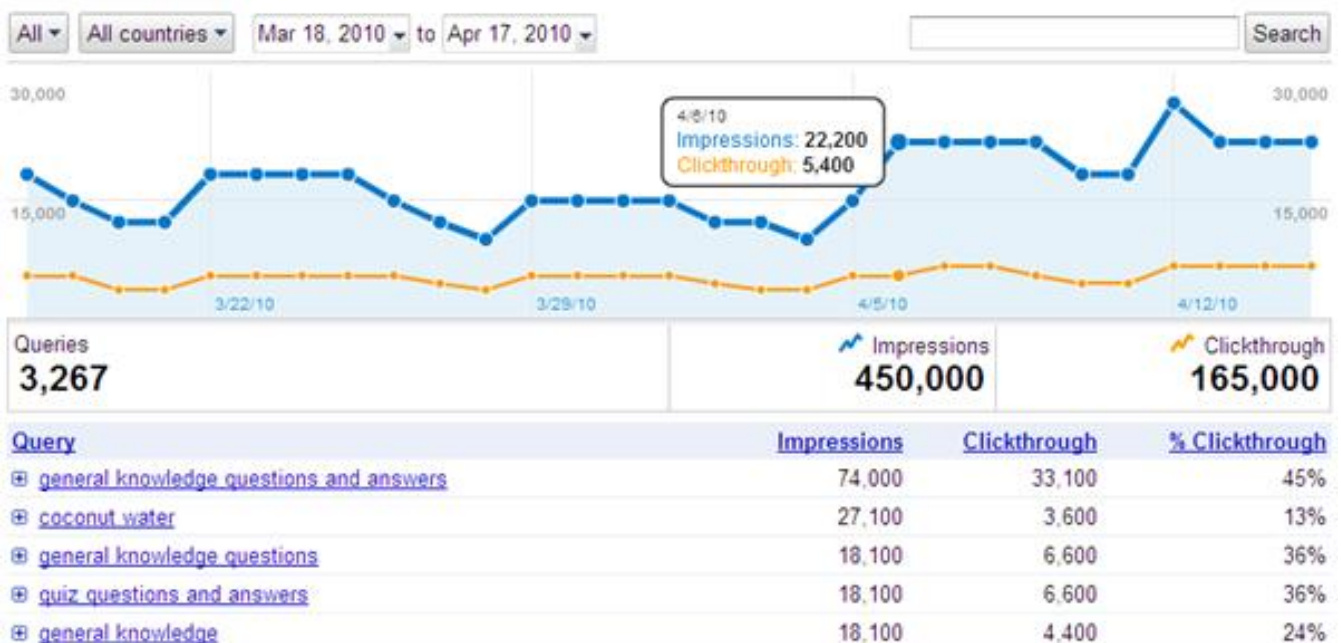 All All countries Mar 18, 2010 to Apr 17, 2010 Search
30,000 30,000
4/6/10
Impressions: 22,200
Clickthrough: 5,400
15,000 15,000
3/22/10 3/29/10 4/5/10 4/12/10
Queries Impressions Clickthrough
3,267 450,000 165,000
Query Impressions Clickthrough % Clickthrough
general knowledge questions and answers 74,000 33,100 45%
coconut water 27,100 3,600 13%
general knowledge questions 18,100 6,600 36%
quiz questions and answers 18,100 6,600 36%
general knowledge 18,100 4,400 24%